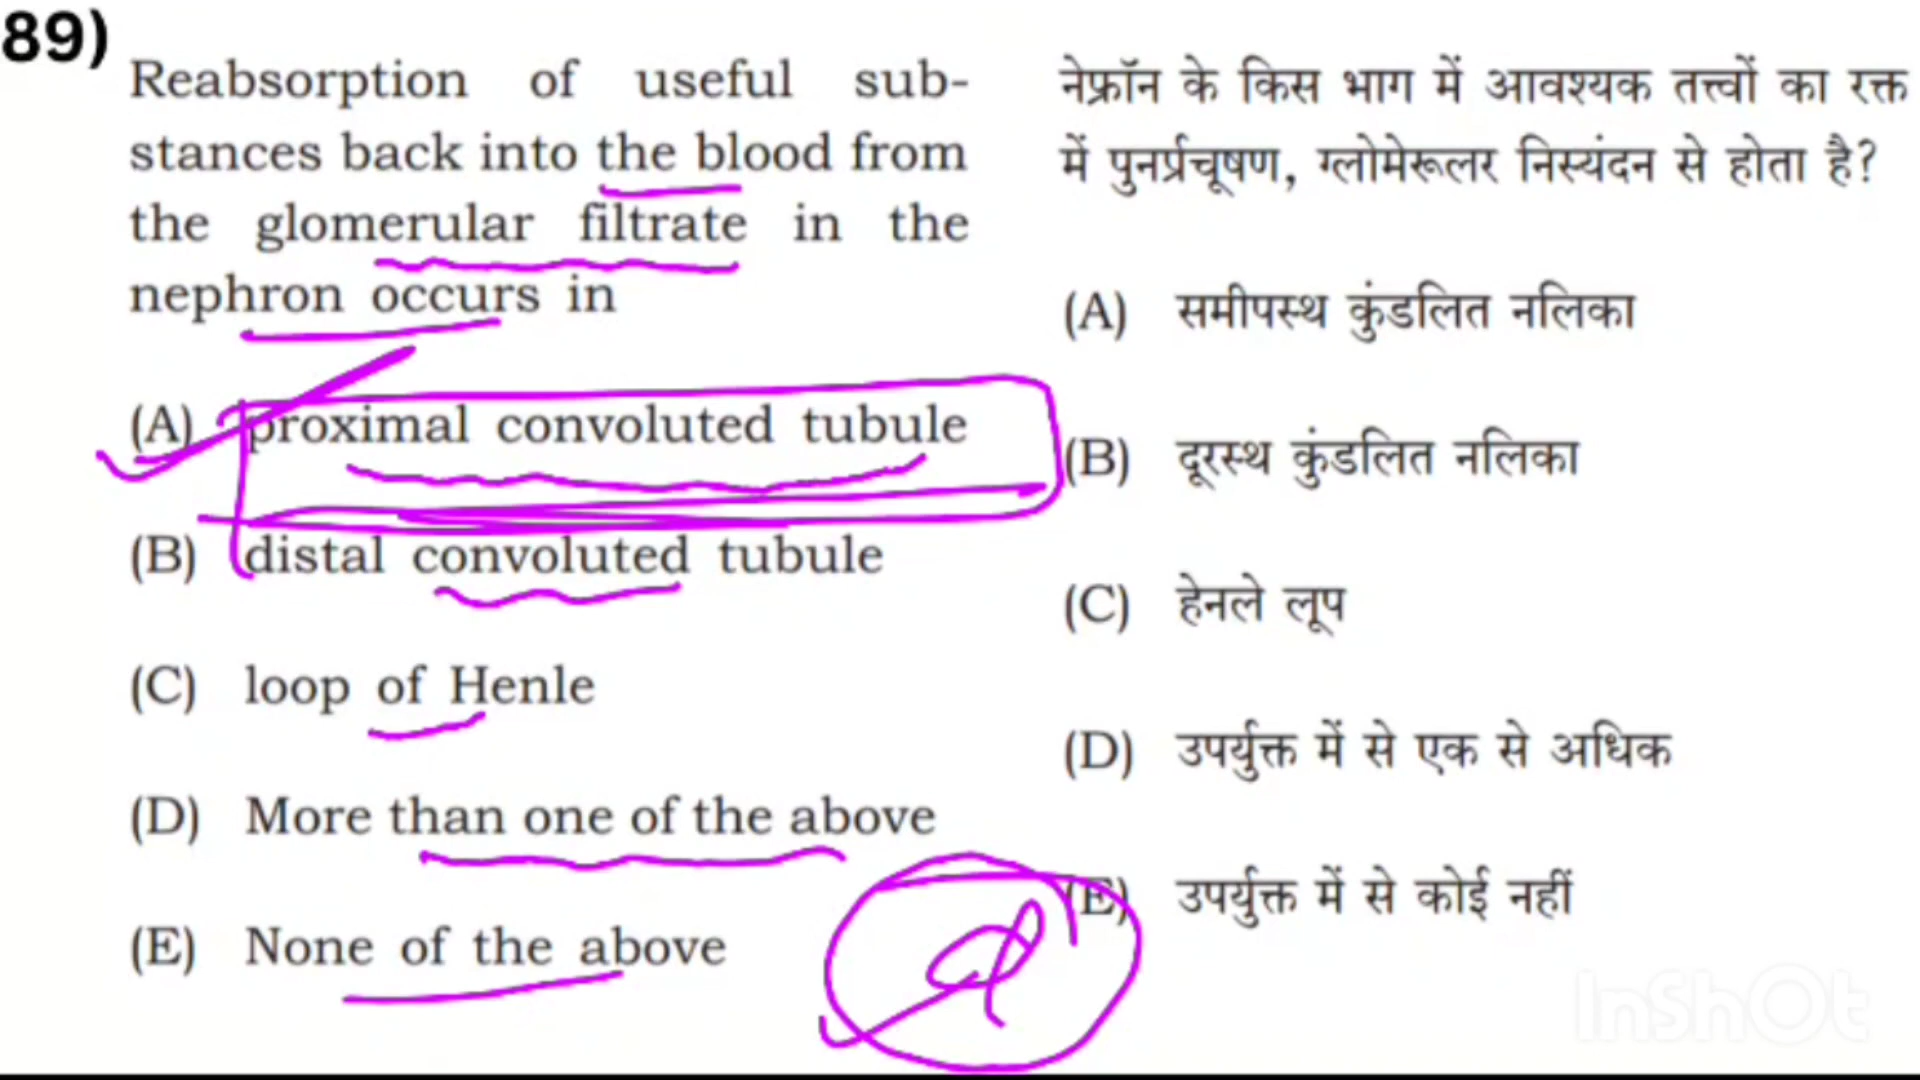 89)
Reabsorption of useful sub-
stances back into the blood from
the glomerular filtrate in the
nephron occurs in
(A) proximal convoluted tubule
(B) distal convoluted tubule
(C) loop of Henle
(D) More than one of the above
(E) None of the above
नेफ्रॉन के किस भाग में आवश्यक तत्त्वों का रक्त
में पुनर्प्रचूषण, ग्लोमेरूलर निस्यंदन से होता है?
(A) समीपस्थ कुंडलित नलिका
(B) दूरस्थ कुंडलित नलिका
(C) हेनले लूप
(D) उपर्युक्त में से एक से अधिक
(E) उपर्युक्त में से कोई नहीं
InShOt